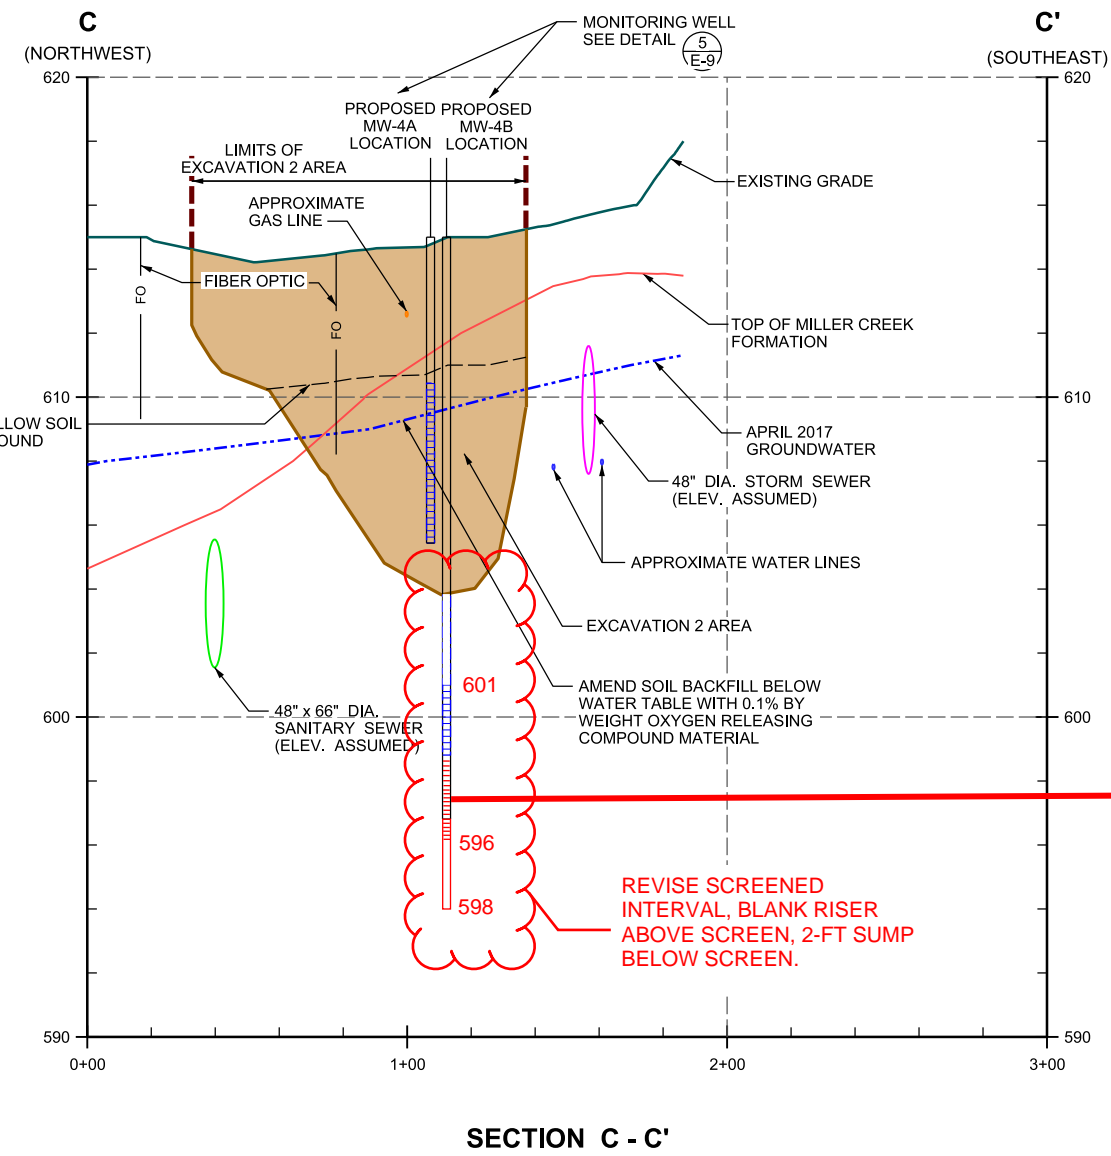 C
C'
(NORTHWEST)
(SOUTHEAST)
MONITORING WELL
SEE DETAIL
5
E-9
620
620
PROPOSED
MW-4A
LOCATION
PROPOSED
MW-4B
LOCATION
LIMITS OF
EXCAVATION 2 AREA
EXISTING GRADE
APPROXIMATE
GAS LINE
FIBER OPTIC
FO
FO
TOP OF MILLER CREEK
FORMATION
610
610
LLOW SOIL
OUND
APRIL 2017
GROUNDWATER
48" DIA. STORM SEWER
(ELEV. ASSUMED)
APPROXIMATE WATER LINES
EXCAVATION 2 AREA
601
AMEND SOIL BACKFILL BELOW
WATER TABLE WITH 0.1% BY
WEIGHT OXYGEN RELEASING
COMPOUND MATERIAL
48" x 66" DIA.
SANITARY SEWER
(ELEV. ASSUMED)
600
600
596
598
REVISE SCREENED
INTERVAL, BLANK RISER
ABOVE SCREEN, 2-FT SUMP
BELOW SCREEN.
590
590
0+00
1+00
2+00
3+00
SECTION C - C'